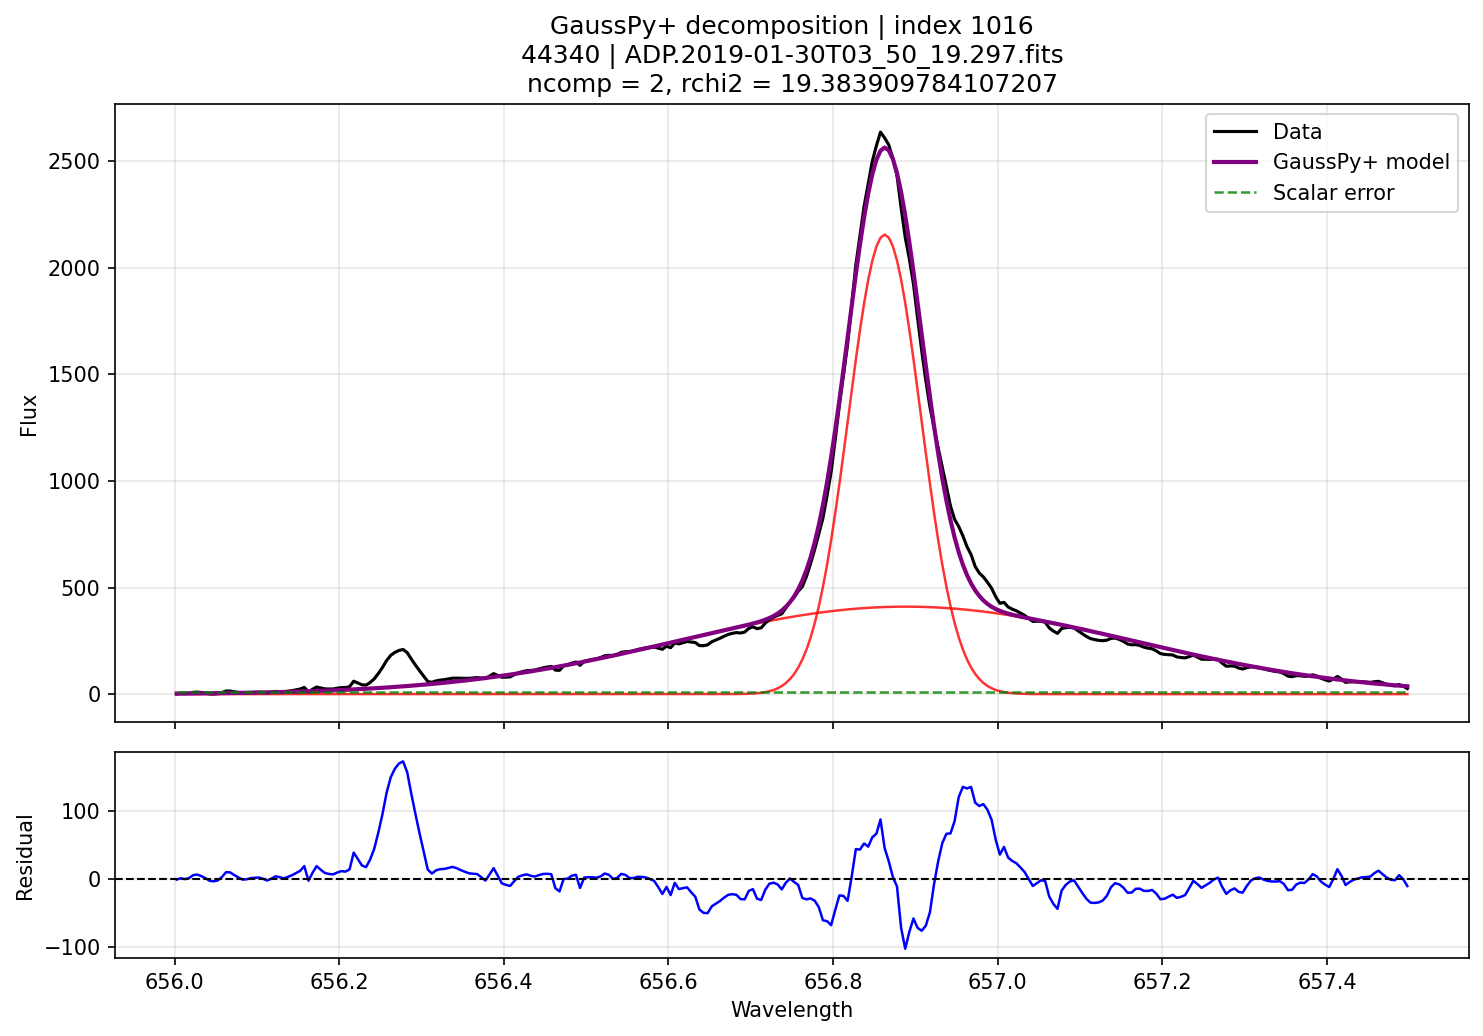 GaussPy+ decomposition | index 1016
44340 | ADP.2019-01-30T03_50_19.297.fits
ncomp = 2, rchi2 = 19.383909784107207
Data
GaussPy+ model
Scalar error
Flux
2500
2000
1500
1000
500
0
Residual
100
0
−100
656.0
656.2
656.4
656.6
656.8
657.0
657.2
657.4
Wavelength